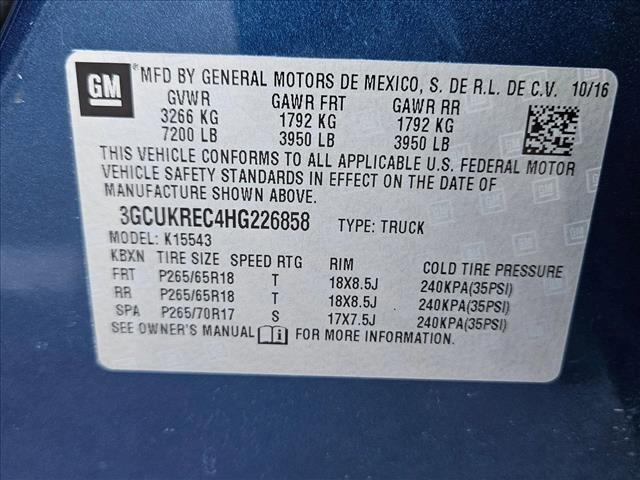 GM
MFD BY GENERAL MOTORS DE MEXICO, S. DE R.L. DE C.V. 10/16
GVWR GAWR FRT GAWR RR
3266 KG 1792 KG 1792 KG
7200 LB 3950 LB 3950 LB
THIS VEHICLE CONFORMS TO ALL APPLICABLE U.S. FEDERAL MOTOR
VEHICLE SAFETY STANDARDS IN EFFECT ON THE DATE OF
MANUFACTURE SHOWN ABOVE.
3GCUKREC4HG226858 TYPE: TRUCK
MODEL: K15543
KBXN TIRE SIZE SPEED RTG RIM COLD TIRE PRESSURE
FRT P265/65R18 T 18X8.5J 240KPA(35PSI)
RR P265/65R18 T 18X8.5J 240KPA(35PSI)
SPA P265/70R17 S 17X7.5J 240KPA(35PSI)
SEE OWNER'S MANUAL FOR MORE INFORMATION.